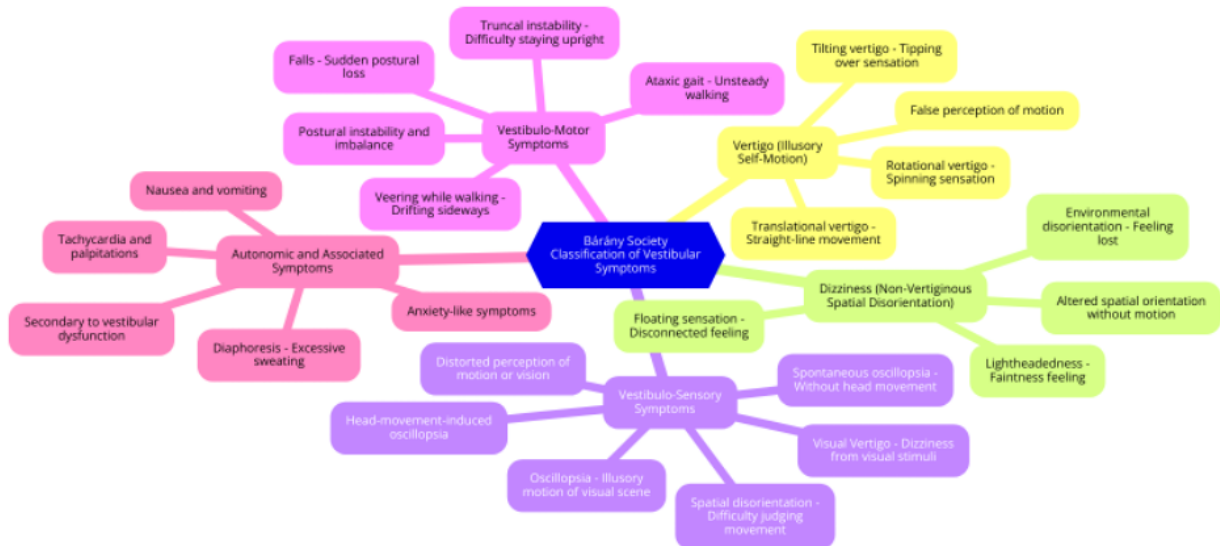 Bárány Society
Classification of Vestibular
Symptoms
Vestibulo-Motor
Symptoms
Truncal instability -
Difficulty staying upright
Falls - Sudden postural
loss
Ataxic gait - Unsteady
walking
Postural instability and
imbalance
Veering while walking -
Drifting sideways
Vertigo (Illusory
Self-Motion)
Tilting vertigo - Tipping
over sensation
False perception of motion
Rotational vertigo -
Spinning sensation
Translational vertigo -
Straight-line movement
Dizziness (Non-Vertiginous
Spatial Disorientation)
Environmental
disorientation - Feeling
lost
Altered spatial orientation
without motion
Lightheadedness -
Faintness feeling
Floating sensation -
Disconnected feeling
Autonomic and Associated
Symptoms
Nausea and vomiting
Tachycardia and
palpitations
Secondary to vestibular
dysfunction
Diaphoresis - Excessive
sweating
Anxiety-like symptoms
Vestibulo-Sensory
Symptoms
Distorted perception of
motion or vision
Head-movement-induced
oscillopsia
Oscillopsia - Illusory
motion of visual scene
Spatial disorientation -
Difficulty judging
movement
Visual Vertigo - Dizziness
from visual stimuli
Spontaneous oscillopsia -
Without head movement